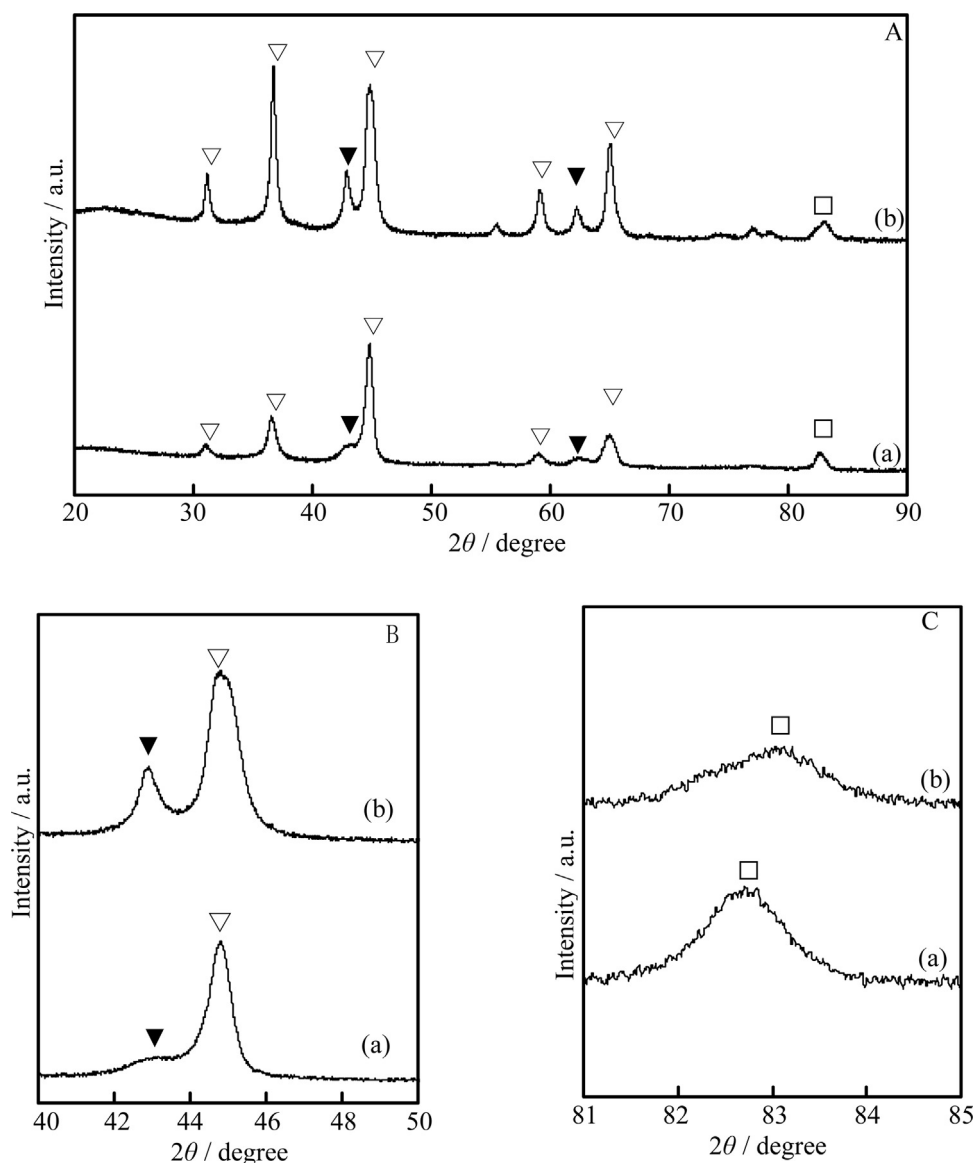 A
Intensity / a.u.
(b)
(a)
20 30 40 50 60 70 80 90
2θ / degree
B
Intensity / a.u.
(b)
(a)
40 42 44 46 48 50
2θ / degree
C
Intensity / a.u.
(b)
(a)
81 82 83 84 85
2θ / degree